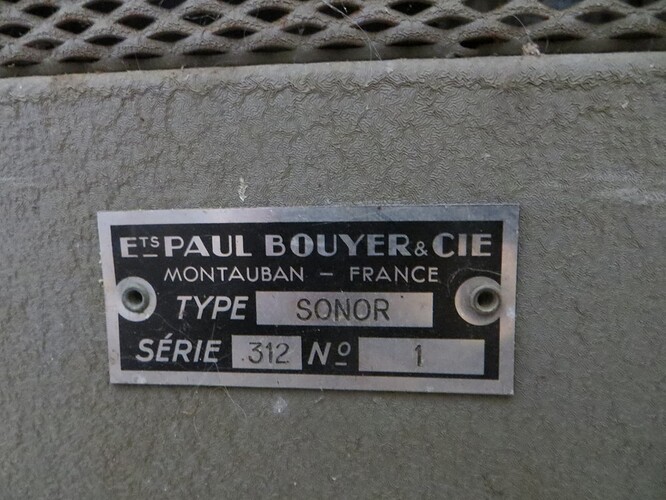 ETS PAUL BOUYER & CIE
MONTAUBAN – FRANCE
TYPE SONOR
SÉRIE 312 Nº 1